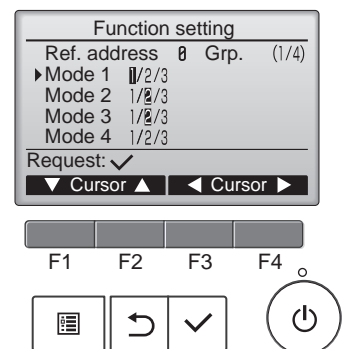 Function setting
Ref. address 0 Grp. (1/4)
▶Mode 1 1/2/3
Mode 2 1/2/3
Mode 3 1/2/3
Mode 4 1/2/3
Request: ✓
▼ Cursor ▲ ◀ Cursor ▶
F1 F2 F3 F4